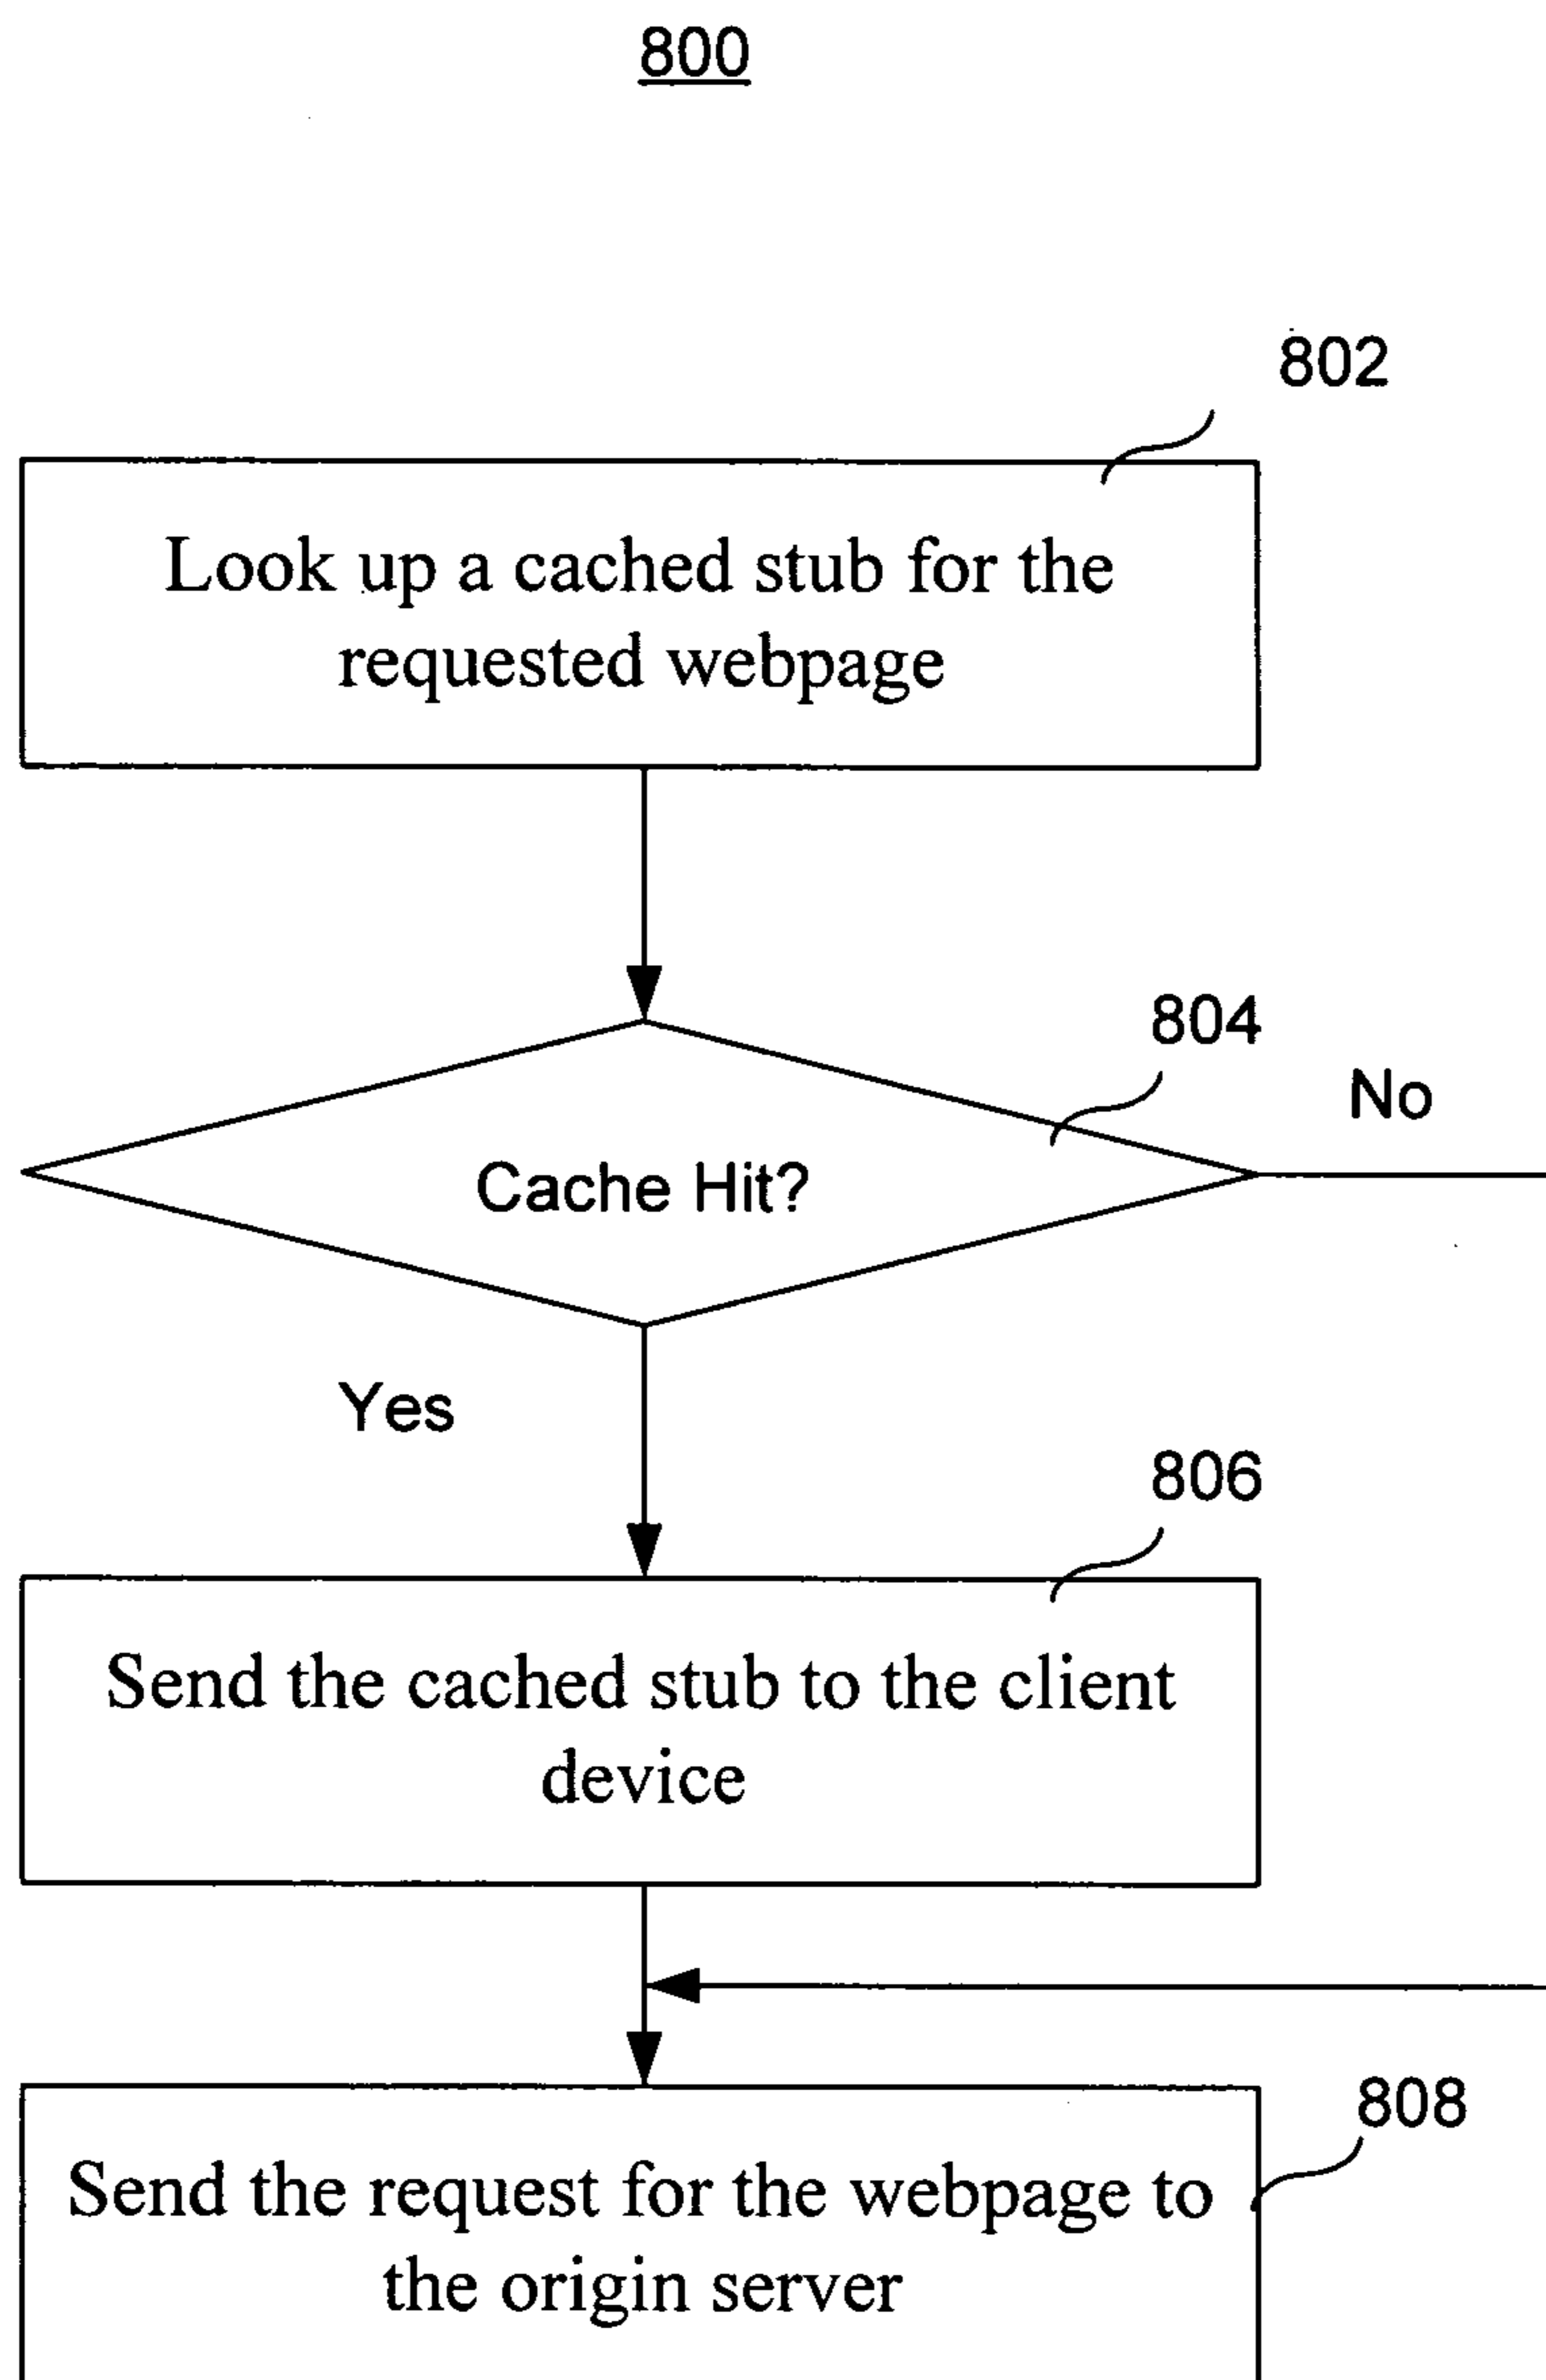 800
802
Look up a cached stub for the
requested webpage
804
No
Cache Hit?
Yes
806
Send the cached stub to the client
device
808
Send the request for the webpage to
the origin server